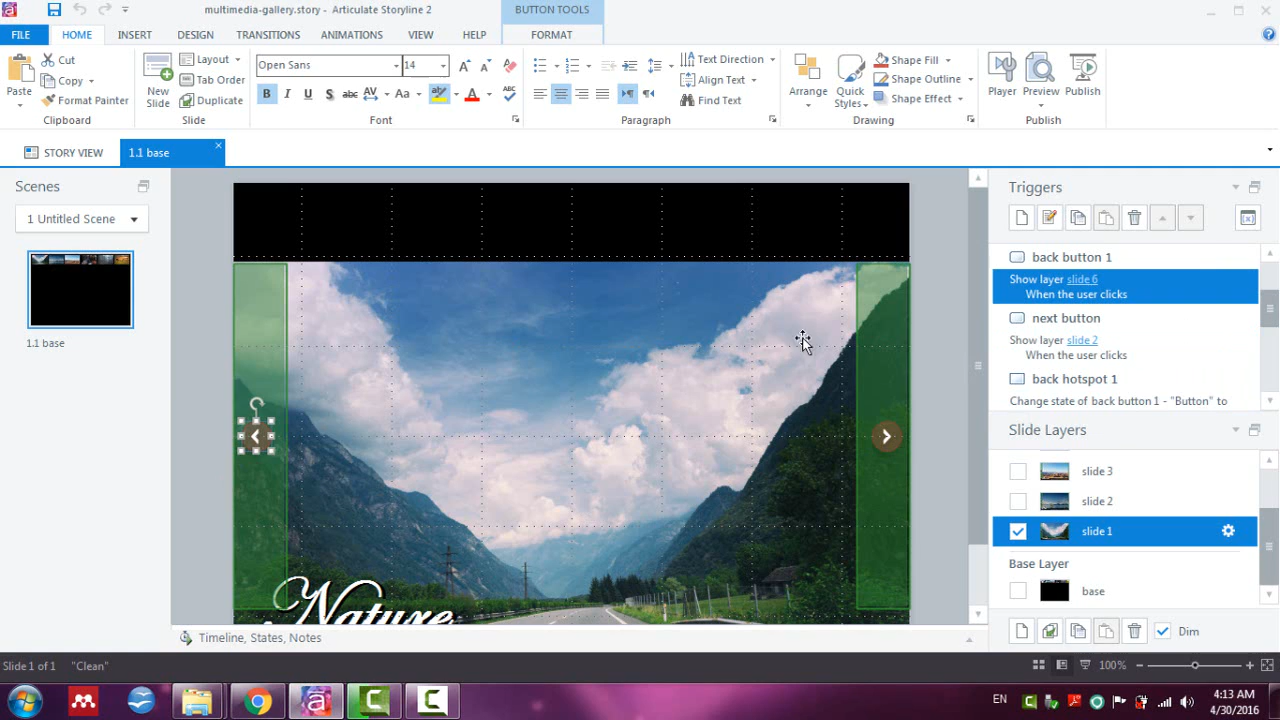 multimedia-gallery.story - Articulate Storyline 2
BUTTON TOOLS
FILE HOME INSERT DESIGN TRANSITIONS ANIMATIONS VIEW HELP FORMAT
Paste
Cut
Copy
Format Painter
Clipboard
New Slide
Layout
Tab Order
Duplicate
Slide
Open Sans 14
B I U S abc AV Aa A
ABC
Font
Text Direction
Align Text
Find Text
Paragraph
Arrange
Quick Styles
Shape Fill
Shape Outline
Shape Effect
Drawing
Player
Preview
Publish
Publish
STORY VIEW
1.1 base
Scenes
1 Untitled Scene
1.1 base
Nature
Triggers
back button 1
Show layer slide 6
When the user clicks
next button
Show layer slide 2
When the user clicks
back hotspot 1
Change state of back button 1 - "Button" to
Slide Layers
slide 3
slide 2
slide 1
Base Layer
base
Dim
Timeline, States, Notes
Slide 1 of 1 "Clean"
100%
EN
4:13 AM
4/30/2016